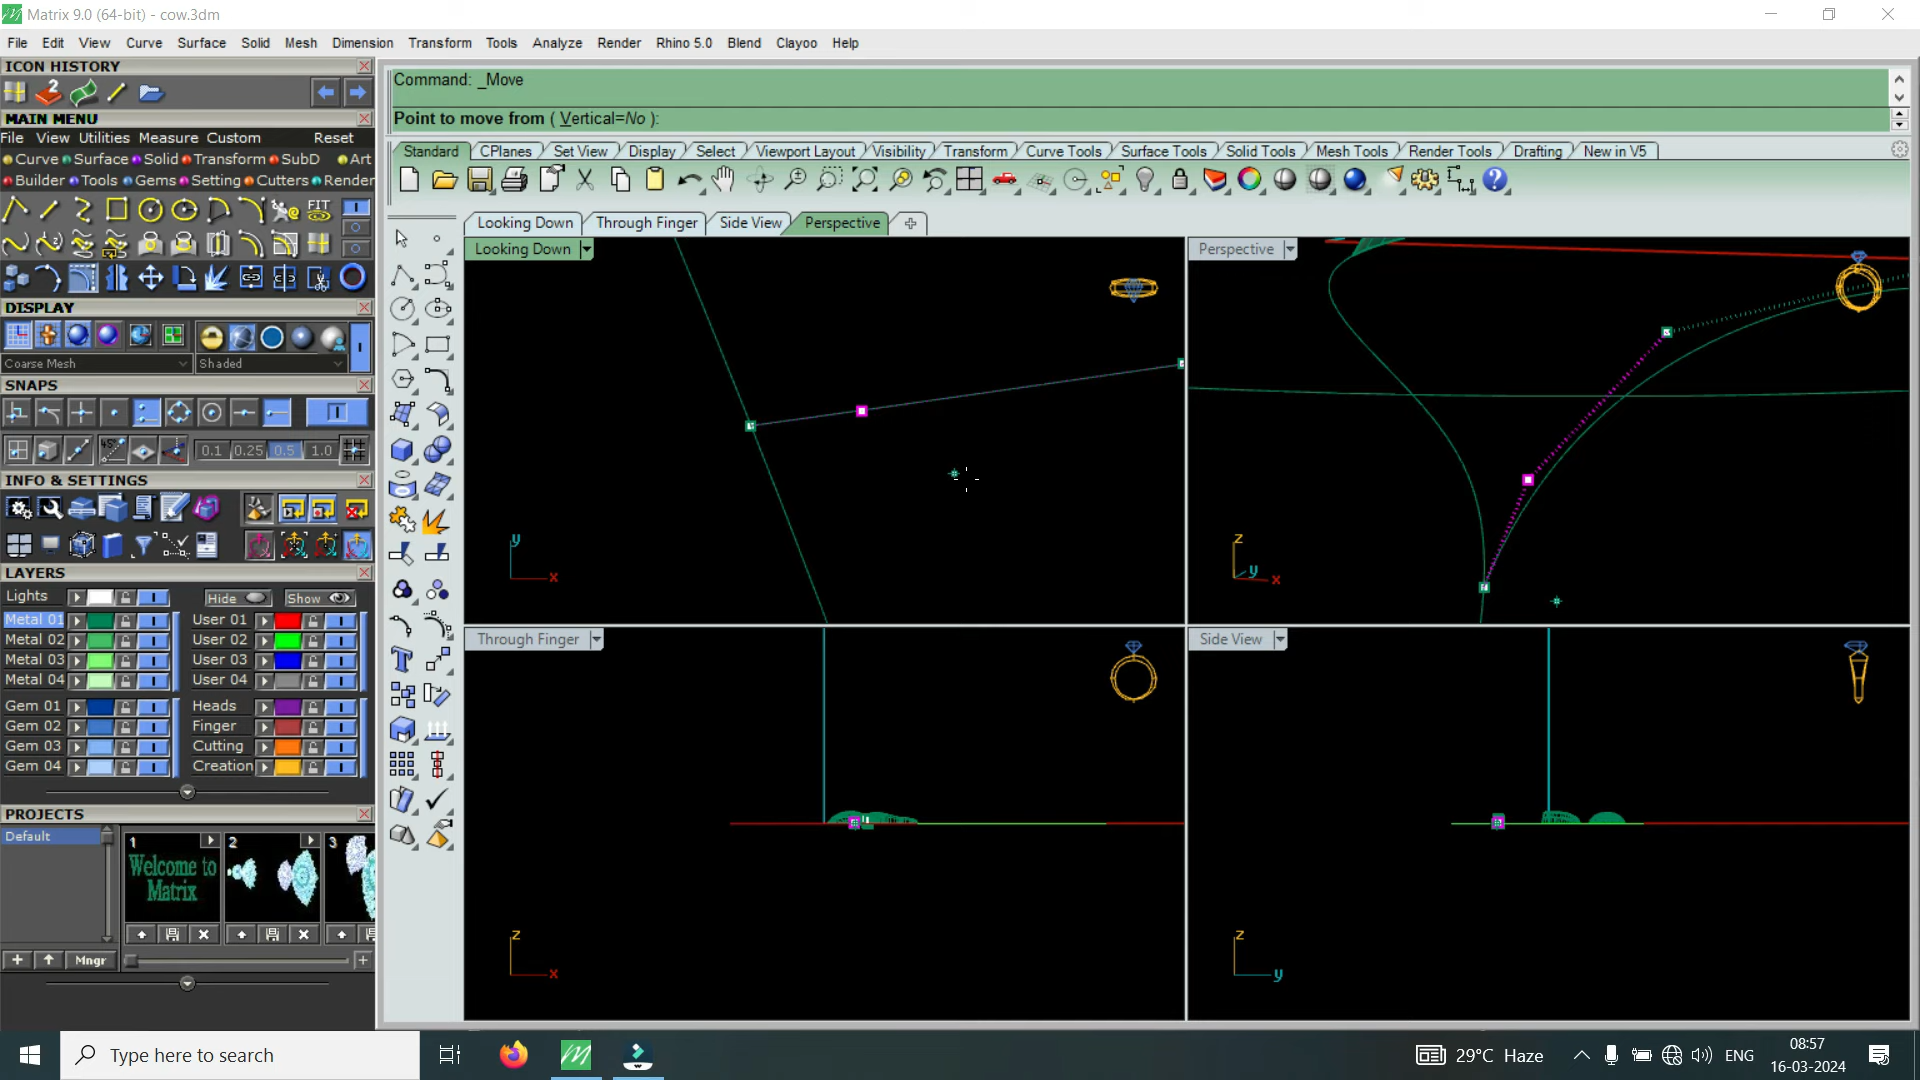 Matrix 9.0 (64-bit) - cow.3dm
File Edit View Curve Surface Solid Mesh Dimension Transform Tools Analyze Render Rhino 5.0 Blend Clayoo Help
ICON HISTORY
Command: _Move
Point to move from ( Vertical=No ):
MAIN MENU
File View Utilities Measure Custom Reset
Curve Surface Solid Transform SubD Art
Builder Tools Gems Setting Cutters Render
Standard CPlanes Set View Display Select Viewport Layout Visibility Transform Curve Tools Surface Tools Solid Tools Mesh Tools Render Tools Drafting New in V5
FIT
Looking Down Through Finger Side View Perspective
Looking Down
Perspective
DISPLAY
Coarse Mesh Shaded
SNAPS
0.1 0.25 0.5 1.0
INFO & SETTINGS
y
x
z
y
x
LAYERS
Lights Hide Show
Metal 01 User 01
Metal 02 User 02
Metal 03 User 03
Metal 04 User 04
Gem 01 Heads
Gem 02 Finger
Gem 03 Cutting
Gem 04 Creation
Through Finger
Side View
z
x
z
y
PROJECTS
Default
1 2 3
Welcome to
Matrix
Mngr
Type here to search
29°C Haze
ENG
08:57
16-03-2024